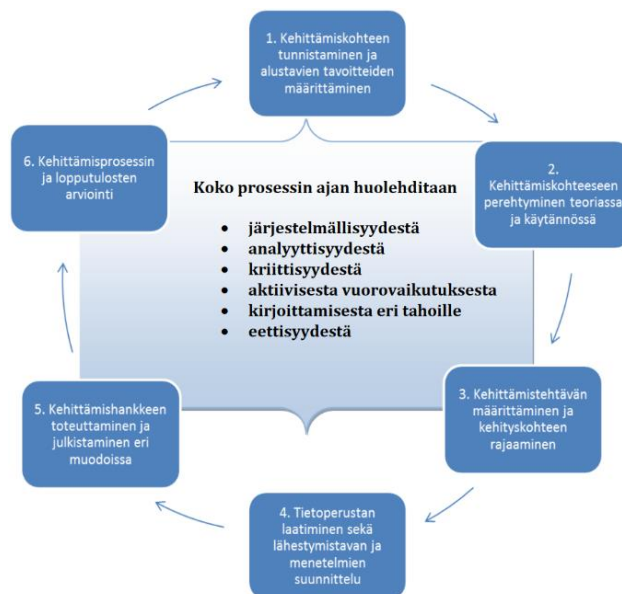 1. Kehittämiskohteen
tunnistaminen ja
alustavien tavoitteiden
määrittäminen
2.
Kehittämiskohteeseen
perehtyminen teoriassa
ja käytännössä
3. Kehittämistehtävän
määrittäminen ja
kehityskohteen
rajaaminen
4. Tietoperustan
laatiminen sekä
lähestymistavan ja
menetelmien
suunnittelu
5. Kehittämishankkeen
toteuttaminen ja
julkistaminen eri
muodoissa
6. Kehittämisprosessin
ja lopputulosten
arviointi
Koko prosessin ajan huolehditaan
• järjestelmällisyydestä
• analyyttisyydestä
• kriittisyydestä
• aktiivisesta vuorovaikutuksesta
• kirjoittamisesta eri tahoille
• eettisyydestä